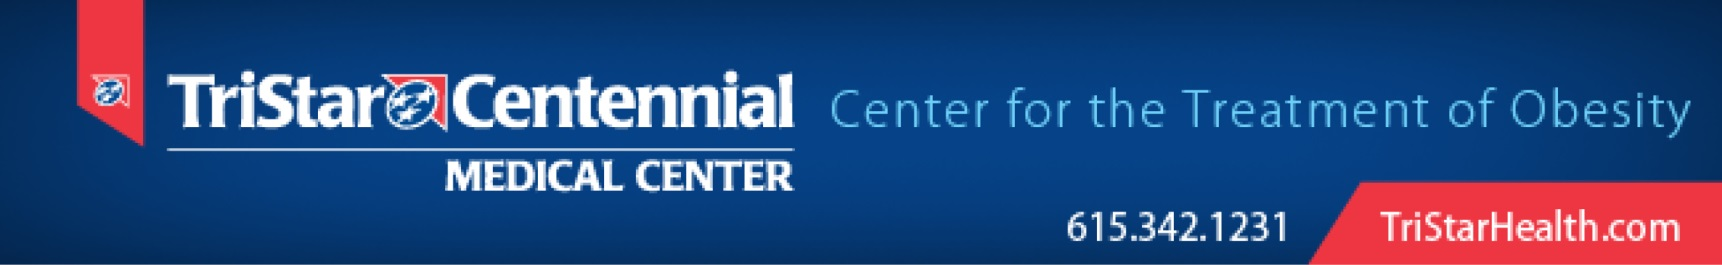 TriStar Centennial
MEDICAL CENTER
Center for the Treatment of Obesity
615.342.1231
TriStarHealth.com